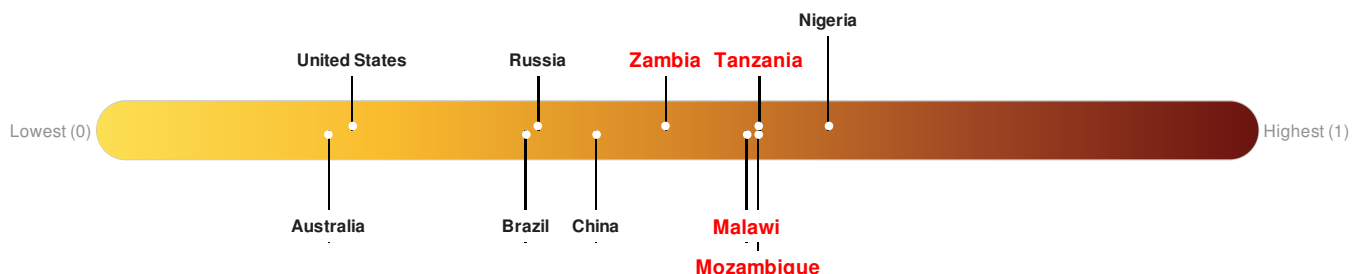 Nigeria
United States Russia Zambia Tanzania
Lowest (0) Highest (1)
Australia Brazil China Malawi
Mozambique